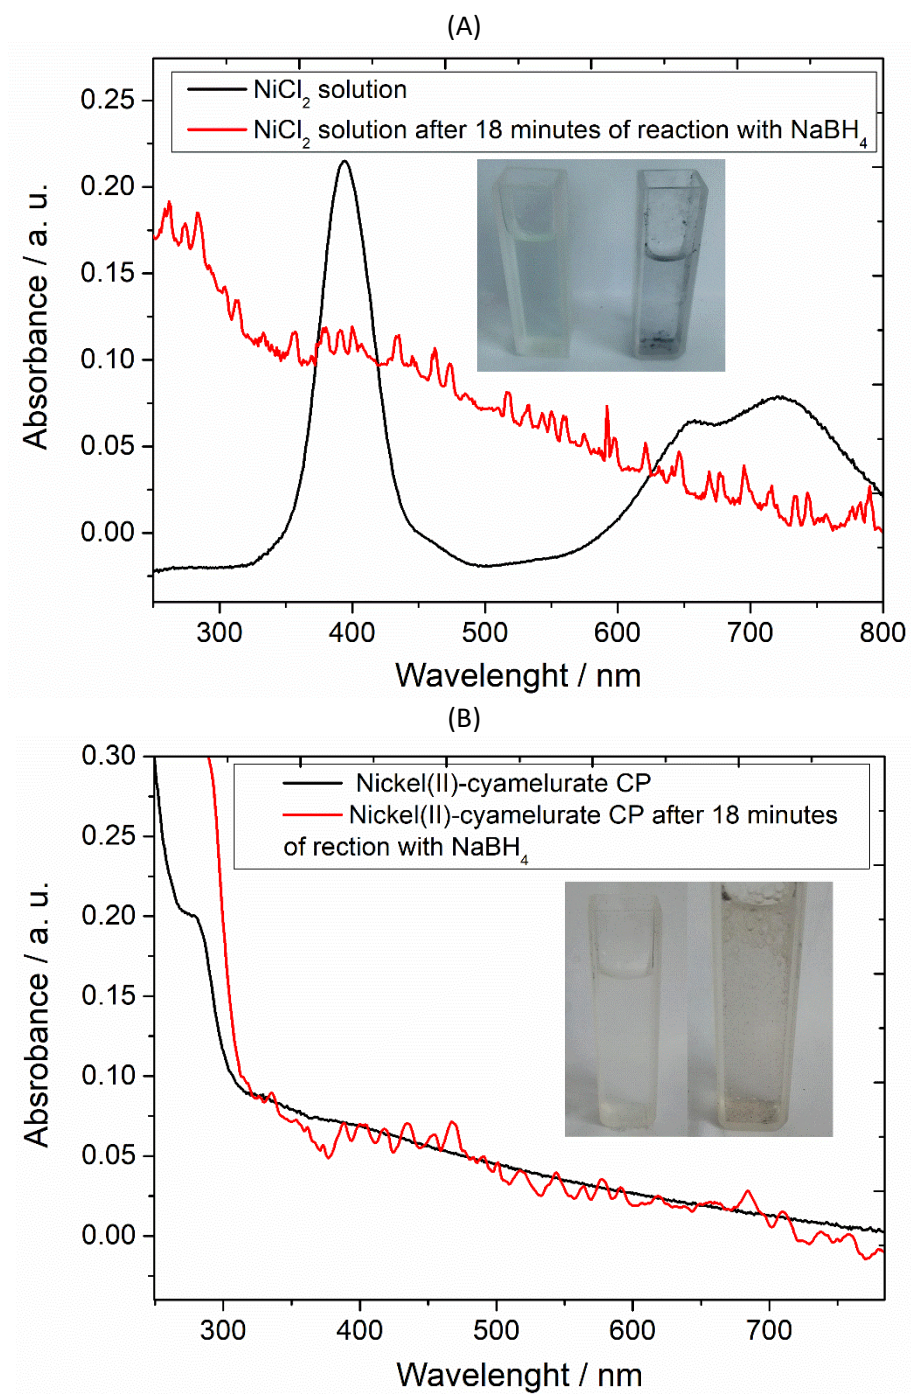 (A)
NiCl₂ solution
NiCl₂ solution after 18 minutes of reaction with NaBH₄
0.25
0.20
0.15
0.10
0.05
0.00
Absorbance / a. u.
300 400 500 600 700 800
Wavelenght / nm
(B)
Nickel(II)-cyamelurate CP
Nickel(II)-cyamelurate CP after 18 minutes
of rection with NaBH₄
0.30
0.25
0.20
0.15
0.10
0.05
0.00
Absrobance / a. u.
300 400 500 600 700
Wavelenght / nm